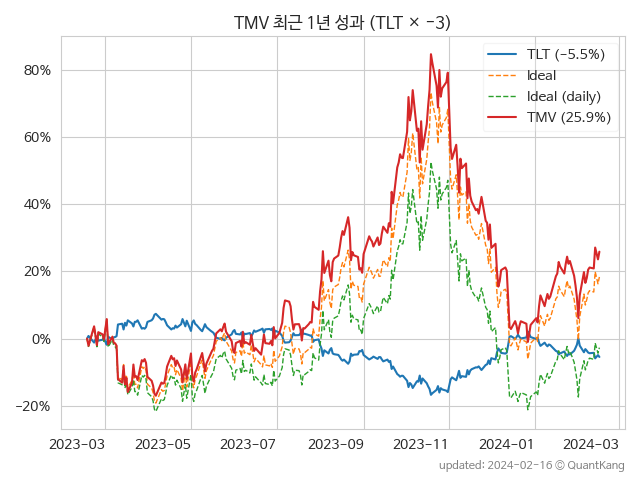 TMV 최근 1년 성과 (TLT × -3)
TLT (-5.5%)
Ideal
Ideal (daily)
TMV (25.9%)
80%
60%
40%
20%
0%
-20%
2023-03 2023-05 2023-07 2023-09 2023-11 2024-01 2024-03
updated: 2024-02-16 © QuantKang